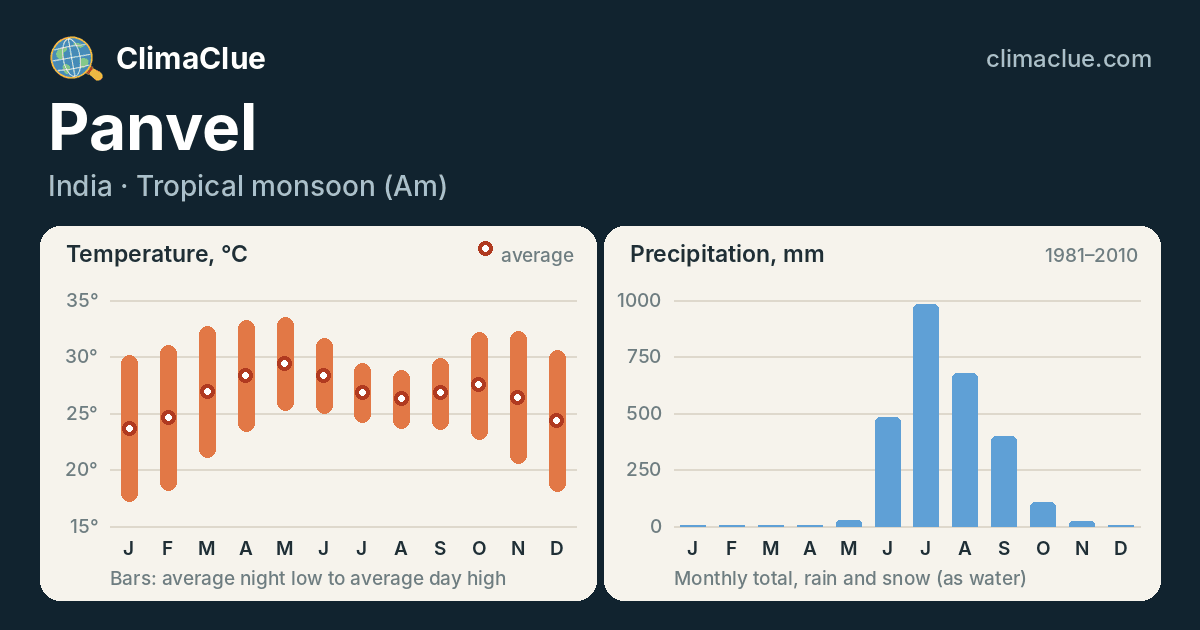 ClimaClue
climaclue.com
Panvel
India · Tropical monsoon (Am)
Temperature, °C
average
35°
30°
25°
20°
15°
J F M A M J J A S O N D
Bars: average night low to average day high
Precipitation, mm
1981–2010
1000
750
500
250
0
J F M A M J J A S O N D
Monthly total, rain and snow (as water)